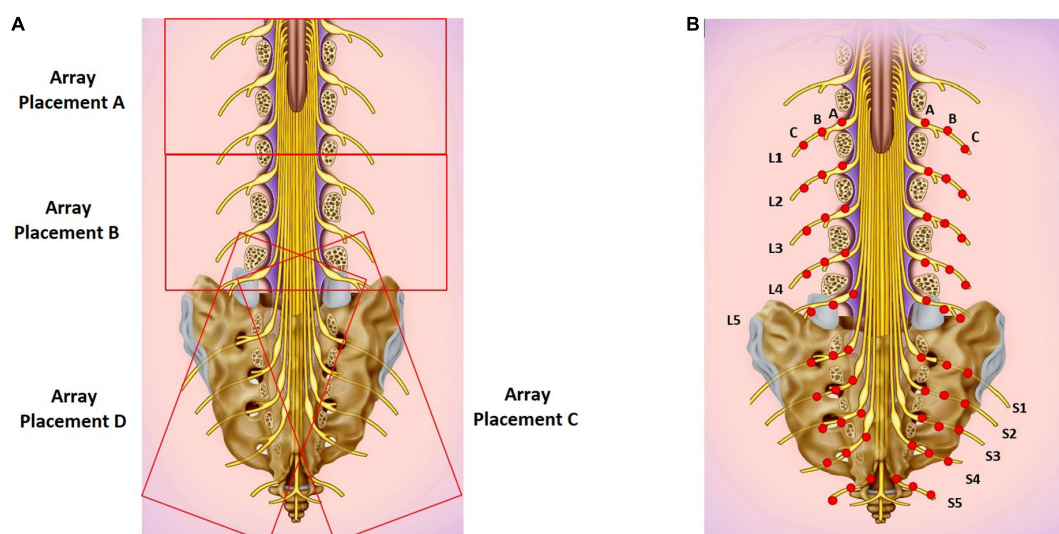 A
Array
Placement A
Array
Placement B
Array
Placement D
Array
Placement C
B
A
B
C
A
B
C
L1
L2
L3
L4
L5
S1
S2
S3
S4
S5